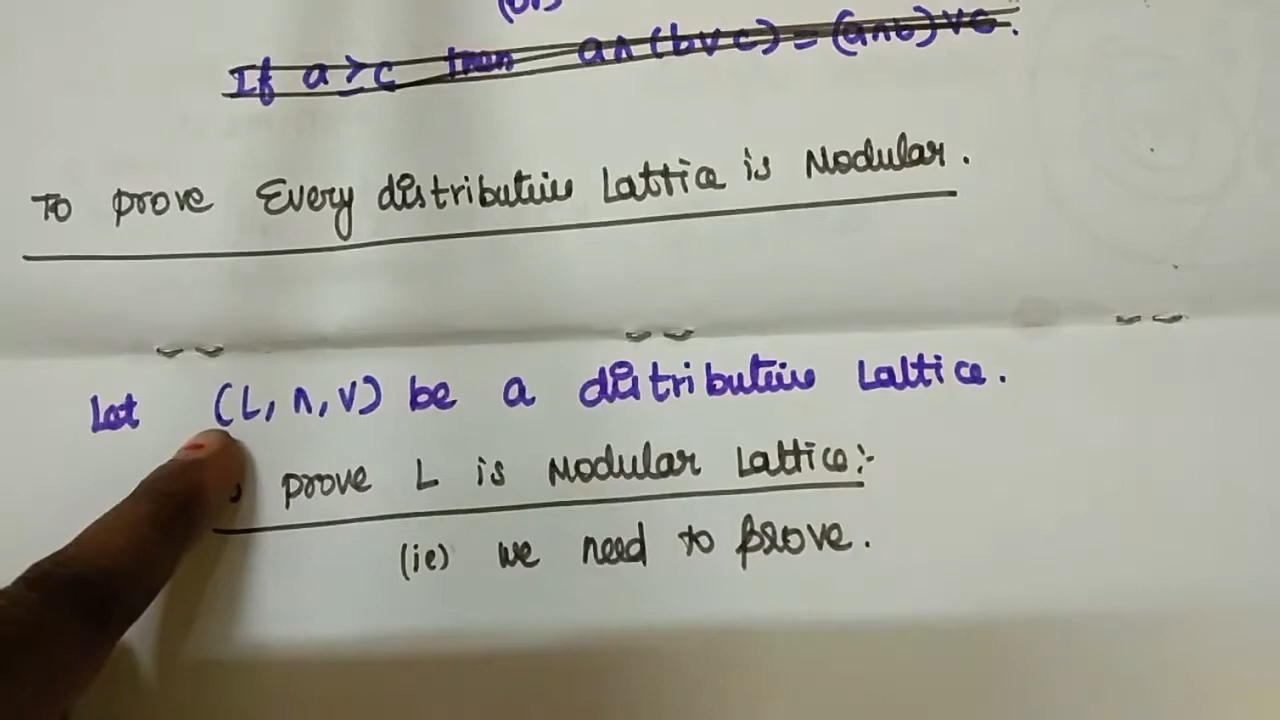 (or)
If a ≥ c then a ∧ (b ∨ c) = (a ∧ b) ∨ c.
To prove Every distributive Lattice is Modular.
Let (L, ∧, ∨) be a distributive Lattice.
prove L is Modular Lattice:-
(ie) we need to prove.